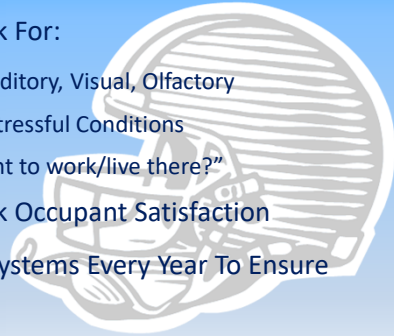 k For:
ditory, Visual, Olfactory
tressful Conditions
nt to work/live there?”
k Occupant Satisfaction
ystems Every Year To Ensure